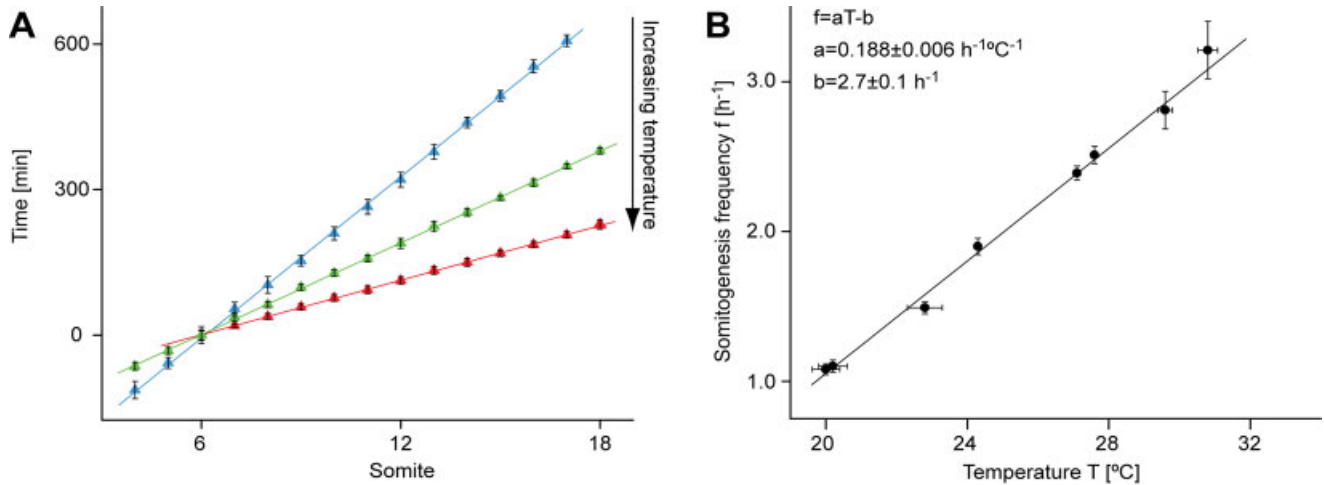 A
600
300
0
Time [min]
6
12
18
Somite
Increasing temperature
B
f=aT-b
a=0.188±0.006 h⁻¹ºC⁻¹
b=2.7±0.1 h⁻¹
3.0
2.0
1.0
Somitogenesis frequency f [h⁻¹]
20
24
28
32
Temperature T [ºC]